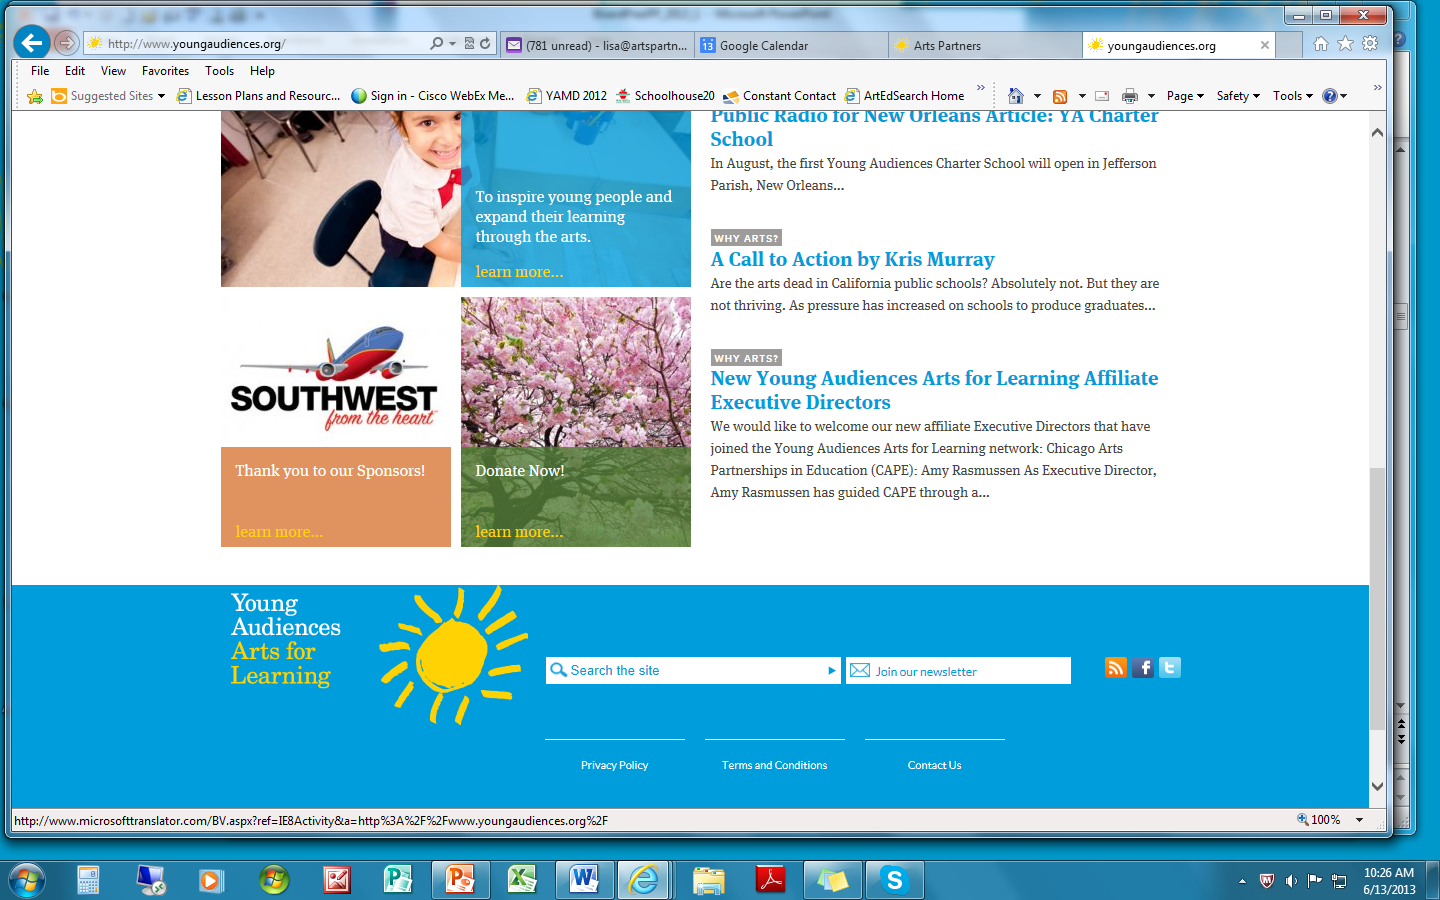 http://www.youngaudiences.org/
(781 unread) - lisa@artspartn...
13 Google Calendar
Arts Partners
youngaudiences.org
File Edit View Favorites Tools Help
Suggested Sites
Lesson Plans and Resourc...
Sign in - Cisco WebEx Me...
YAMD 2012
Schoolhouse20
Constant Contact
ArtEdSearch Home
Page Safety Tools
To inspire young people and
expand their learning
through the arts.
learn more...
SOUTHWEST
from the heart
Thank you to our Sponsors!
learn more...
Donate Now!
learn more...
Public Radio for New Orleans Article: YA Charter
School
In August, the first Young Audiences Charter School will open in Jefferson
Parish, New Orleans...
WHY ARTS?
A Call to Action by Kris Murray
Are the arts dead in California public schools? Absolutely not. But they are
not thriving. As pressure has increased on schools to produce graduates...
WHY ARTS?
New Young Audiences Arts for Learning Affiliate
Executive Directors
We would like to welcome our new affiliate Executive Directors that have
joined the Young Audiences Arts for Learning network: Chicago Arts
Partnerships in Education (CAPE): Amy Rasmussen As Executive Director,
Amy Rasmussen has guided CAPE through a...
Young
Audiences
Arts for
Learning
Search the site
Join our newsletter
Privacy Policy
Terms and Conditions
Contact Us
http://www.microsofttranslator.com/BV.aspx?ref=IE8Activity&a=http%3A%2F%2Fwww.youngaudiences.org%2F
100%
10:26 AM
6/13/2013